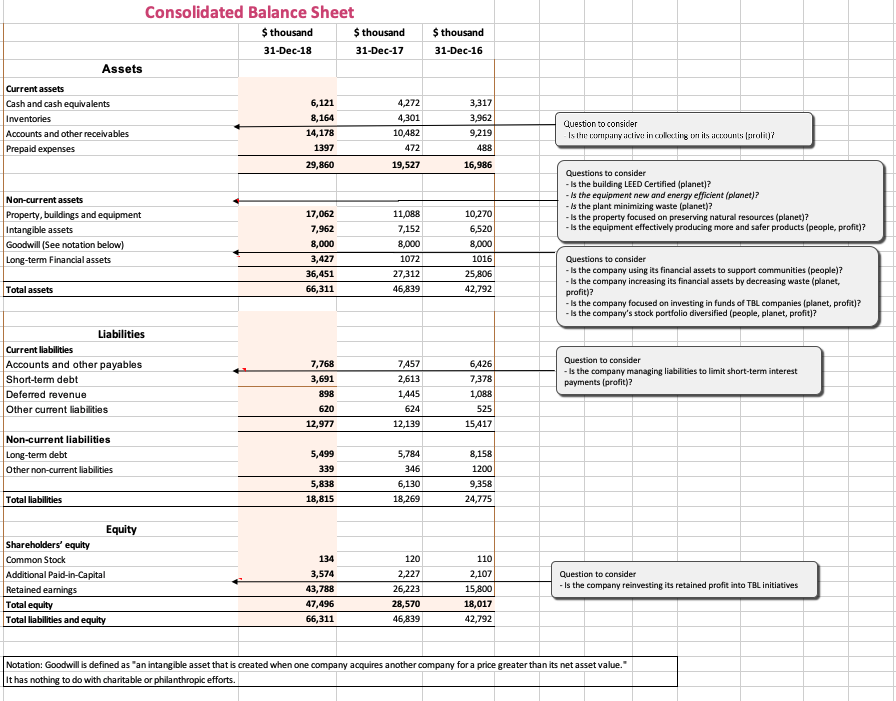 Consolidated Balance Sheet
$ thousand $ thousand $ thousand
31-Dec-18 31-Dec-17 31-Dec-16
Assets
Current assets
Cash and cash equivalents 6,121 4,272 3,317
Inventories 8,164 4,301 3,962
Accounts and other receivables 14,178 10,482 9,219
Prepaid expenses 1397 472 488
29,860 19,527 16,986
Question to consider
- Is the company active in collecting on its accounts (profit)?
Non-current assets
Property, buildings and equipment 17,062 11,088 10,270
Intangible assets 7,962 7,152 6,520
Goodwill (See notation below) 8,000 8,000 8,000
Long-term Financial assets 3,427 1072 1016
36,451 27,312 25,806
Total assets 66,311 46,839 42,792
Questions to consider
- Is the building LEED Certified (planet)?
- Is the equipment new and energy efficient (planet)?
- Is the plant minimizing waste (planet)?
- Is the property focused on preserving natural resources (planet)?
- Is the equipment effectively producing more and safer products (people, profit)?
Questions to consider
- Is the company using its financial assets to support communities (people)?
- Is the company increasing its financial assets by decreasing waste (planet,
profit)?
- Is the company focused on investing in funds of TBL companies (planet, profit)?
- Is the company's stock portfolio diversified (people, planet, profit)?
Liabilities
Current liabilities
Accounts and other payables 7,768 7,457 6,426
Short-term debt 3,691 2,613 7,378
Deferred revenue 898 1,445 1,088
Other current liabilities 620 624 525
12,977 12,139 15,417
Question to consider
- Is the company managing liabilities to limit short-term interest
payments (profit)?
Non-current liabilities
Long-term debt 5,499 5,784 8,158
Other non-current liabilities 339 346 1200
5,838 6,130 9,358
Total liabilities 18,815 18,269 24,775
Equity
Shareholders' equity
Common Stock 134 120 110
Additional Paid-in-Capital 3,574 2,227 2,107
Retained earnings 43,788 26,223 15,800
Total equity 47,496 28,570 18,017
Total liabilities and equity 66,311 46,839 42,792
Question to consider
- Is the company reinvesting its retained profit into TBL initiatives
Notation: Goodwill is defined as "an intangible asset that is created when one company acquires another company for a price greater than its net asset value."
It has nothing to do with charitable or philanthropic efforts.